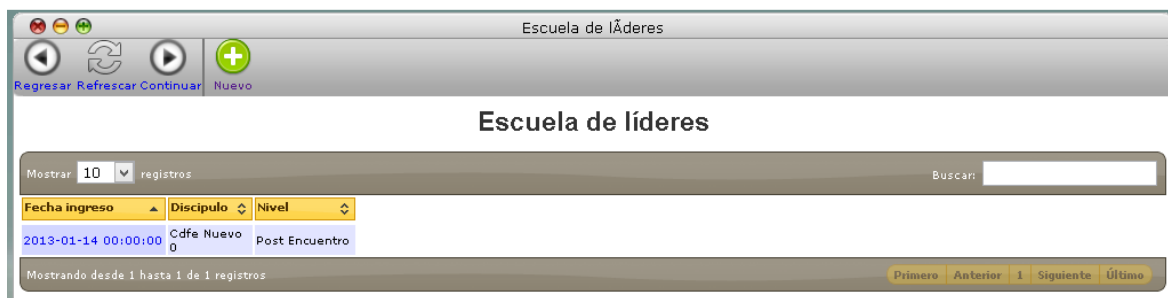 Escuela de lÃderes
Regresar Refrescar Continuar Nuevo
Escuela de líderes
Mostrar 10 registros Buscar:
Fecha ingreso Discipulo Nivel
2013-01-14 00:00:00 Cdfe Nuevo 0 Post Encuentro
Mostrando desde 1 hasta 1 de 1 registros Primero Anterior 1 Siguiente Último